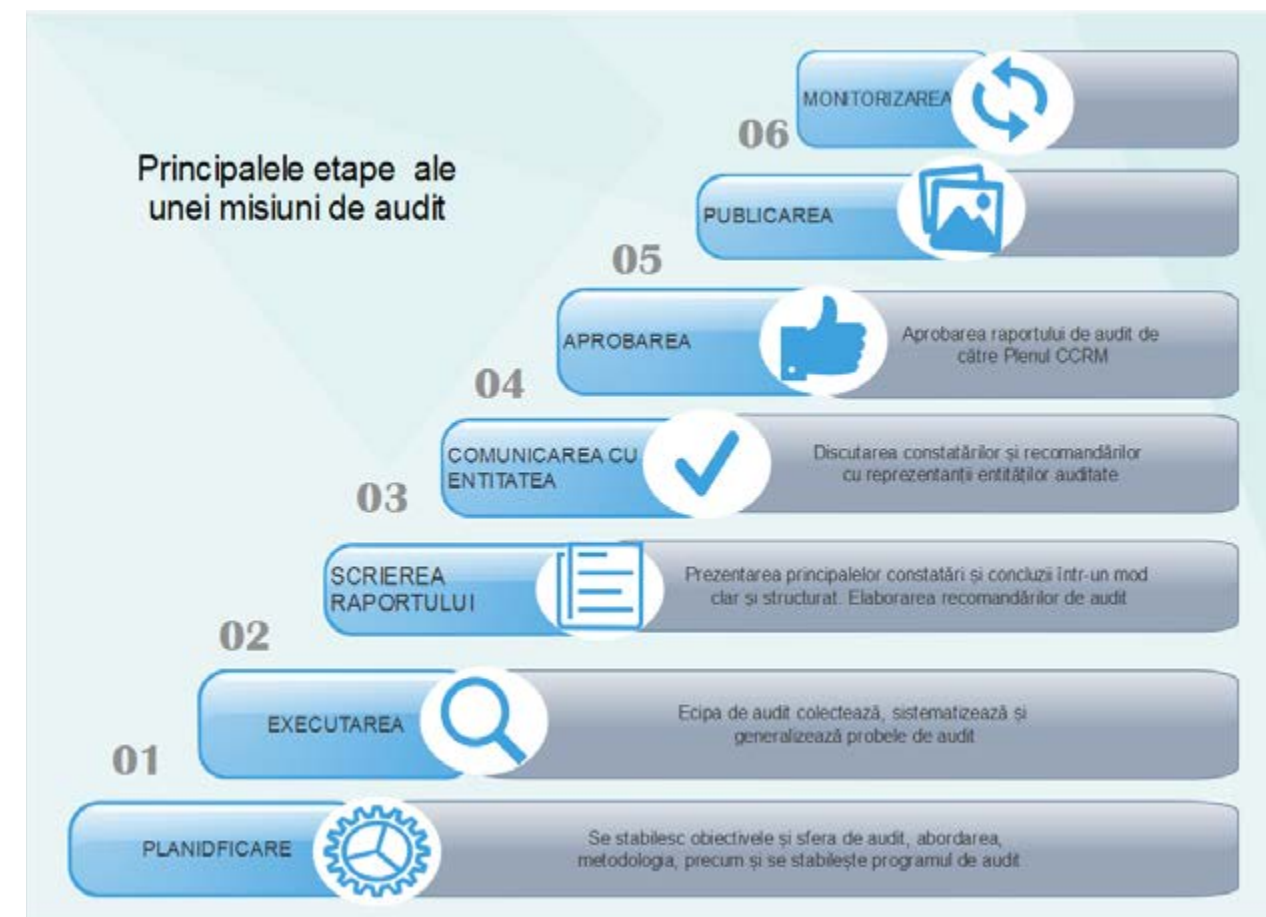 Principalele etape ale
unei misiuni de audit
06
MONITORIZAREA
05
PUBLICAREA
04
APROBAREA
Aprobarea raportului de audit de
către Plenul CCRM
03
COMUNICAREA CU
ENTITATEA
Discutarea constatărilor și recomandărilor
cu reprezentanții entităților auditate
02
SCRIEREA
RAPORTULUI
Prezentarea principalelor constatări și concluzii într-un mod
clar și structurat. Elaborarea recomandărilor de audit
01
EXECUTAREA
Ecipa de audit colectează, sistematizează și
generalizează probele de audit
PLANIDFICARE
Se stabilesc obiectivele și sfera de audit, abordarea,
metodologia, precum și se stabilește programul de audit